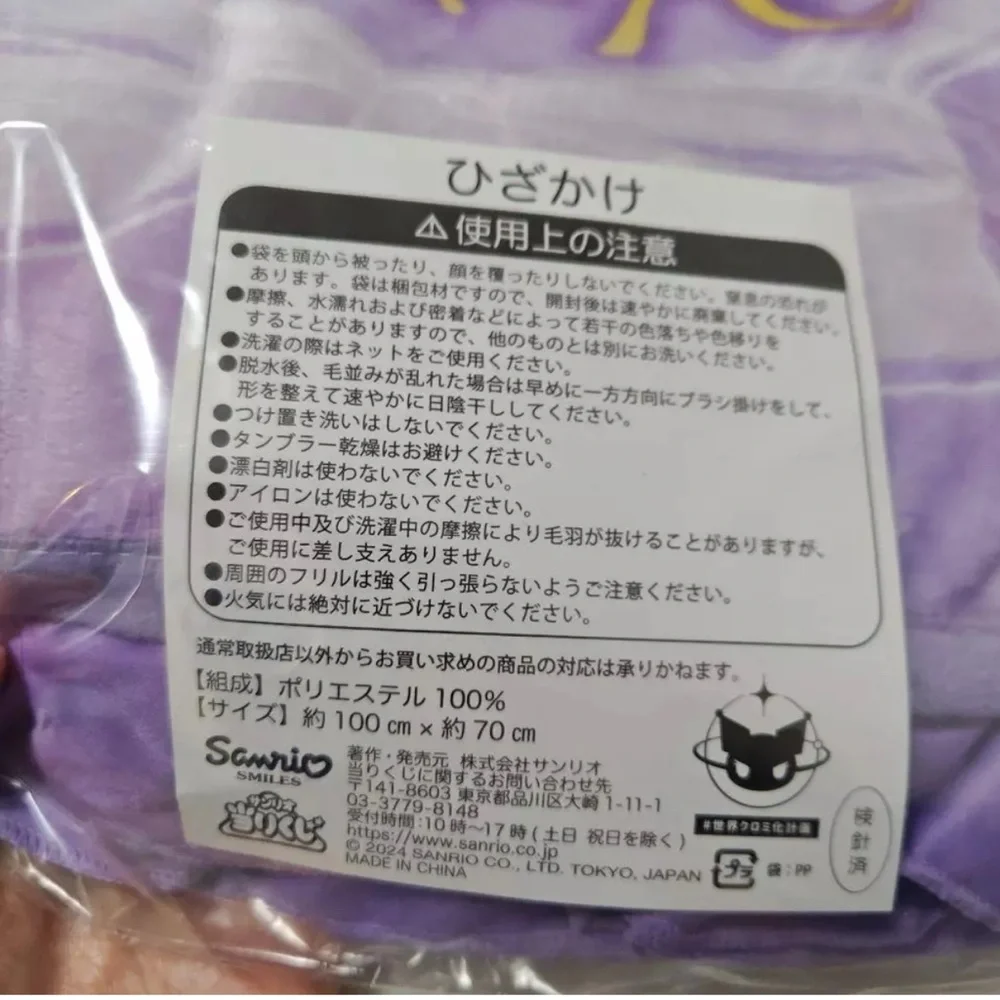 ひざかけ
⚠使用上の注意
●袋を頭から被ったり、顔を覆ったりしないでください。窒息の恐れが
あります。袋は梱包材ですので、開封後は速やかに廃棄してください。
●摩擦、水濡れおよび密着などによって若干の色落ちや色移りを
することがありますので、他のものとは別にお洗いください。
●洗濯の際はネットをご使用ください。
●脱水後、毛並みが乱れた場合は早めに一方方向にブラシ掛けをして、
形を整えて速やかに日陰干ししてください。
●つけ置き洗いはしないでください。
●タンブラー乾燥はお避けください。
●漂白剤は使わないでください。
●アイロンは使わないでください。
●ご使用中及び洗濯中の摩擦により毛羽が抜けることがありますが、
ご使用に差し支えありません。
●周囲のフリルは強く引っ張らないようご注意ください。
●火気には絶対に近づけないでください。
通常取扱店以外からお買い求めの商品の対応は承りかねます。
【組成】ポリエステル 100%
【サイズ】約 100 cm × 約 70 cm
Sanrio
SMILES
サンリオ
当りくじ
著作・発売元 株式会社サンリオ
当りくじに関するお問い合わせ先
〒141-8603 東京都品川区大崎 1-11-1
03-3779-8148
受付時間:10時〜17時(土日 祝日を除く)
https://www.sanrio.co.jp
© 2024 SANRIO CO., LTD. TOKYO, JAPAN
MADE IN CHINA
#世界クロミ化計画
プラ 袋:PP
検針済